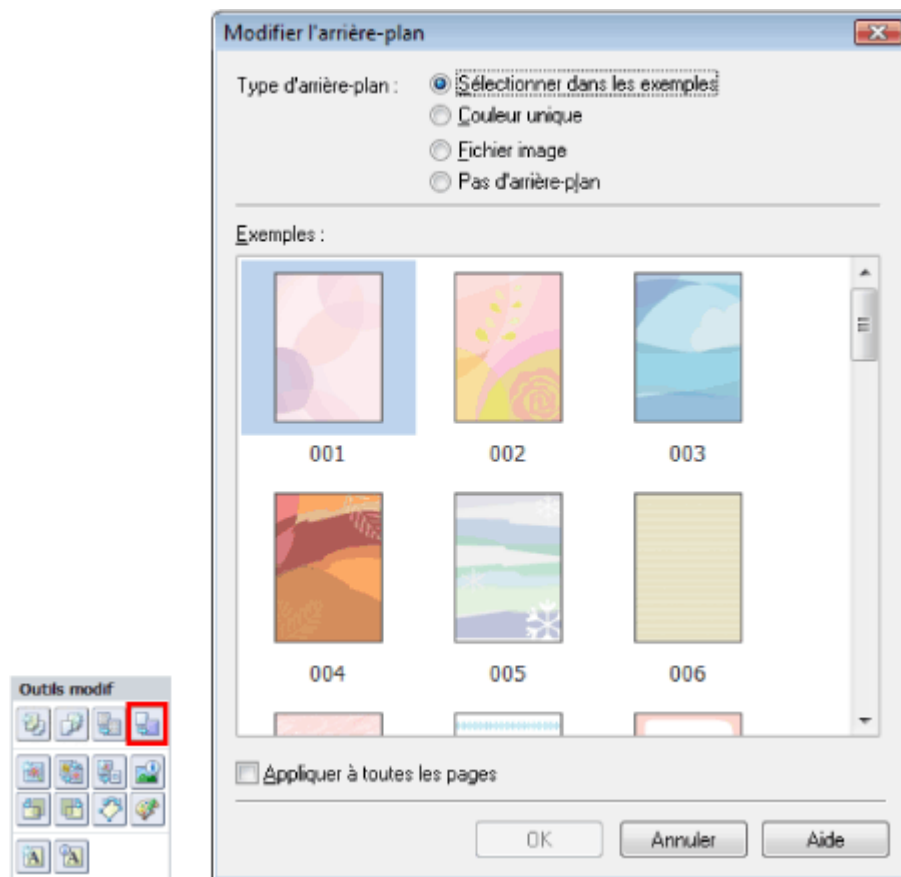 Modifier l'arrière-plan
Type d'arrière-plan :
Sélectionner dans les exemples
Couleur unique
Fichier image
Pas d'arrière-plan
Exemples :
001 002 003
004 005 006
Appliquer à toutes les pages
OK Annuler Aide
Outils modif
A A